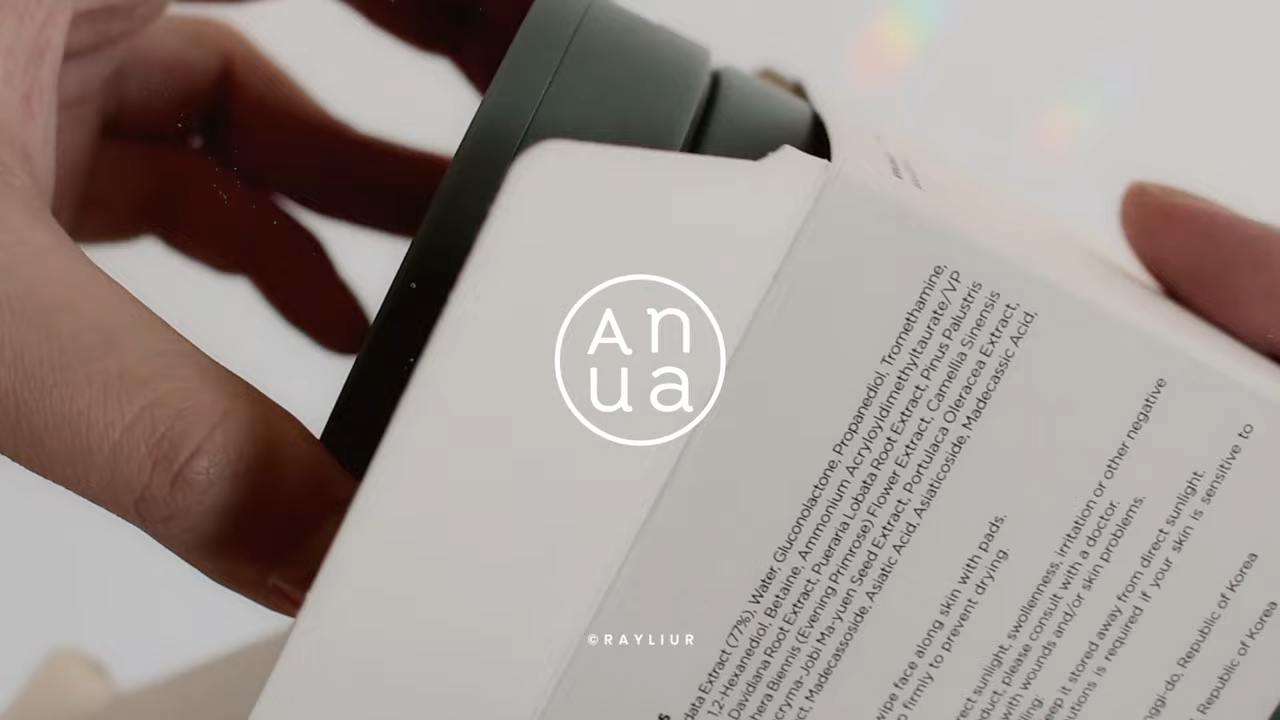 An
ua
©RAYLIUR
data Extract (77%), Water, Gluconolactone, Propanediol, Tromethamine,
1,2-Hexanediol, Betaine, Ammonium Acryloyldimethyltaurate/VP
Davidiana Root Extract, Pueraria Lobata Root Extract, Pinus Palustris
hera Biennis (Evening Primrose) Flower Extract, Camellia Sinensis
cryma-Jobi Ma-yuen Seed Extract, Portulaca Oleracea Extract,
ct, Madecassoside, Asiatic Acid, Asiaticoside, Madecassic Acid,
wipe face along skin with pads.
o firmly to prevent drying.
rect sunlight, swollenness, irritation or other negative
duct, please consult with a doctor.
with wounds and/or skin problems.
ling:
eep it stored away from direct sunlight.
utions is required if your skin is sensitive to
ggi-do, Republic of Korea
Republic of Korea